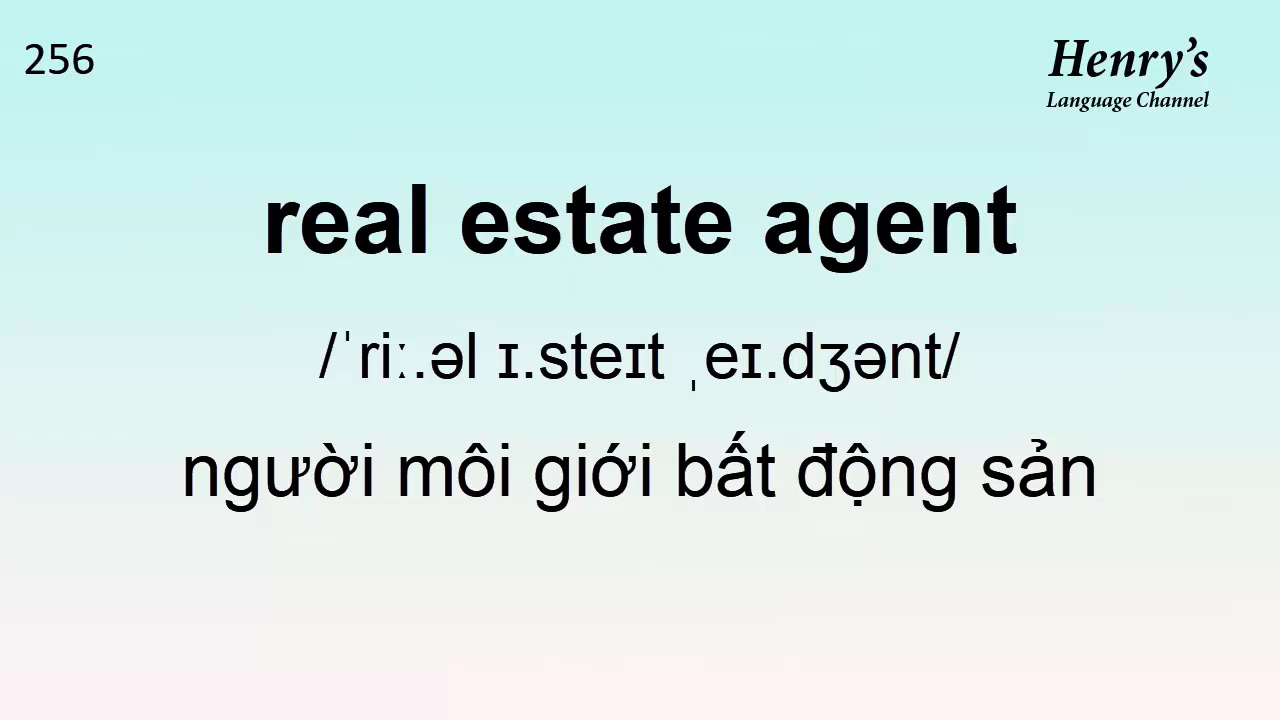 256
Henry's
Language Channel
real estate agent
/ˈriː.əl ɪ.steɪt ˌeɪ.dʒənt/
người môi giới bất động sản